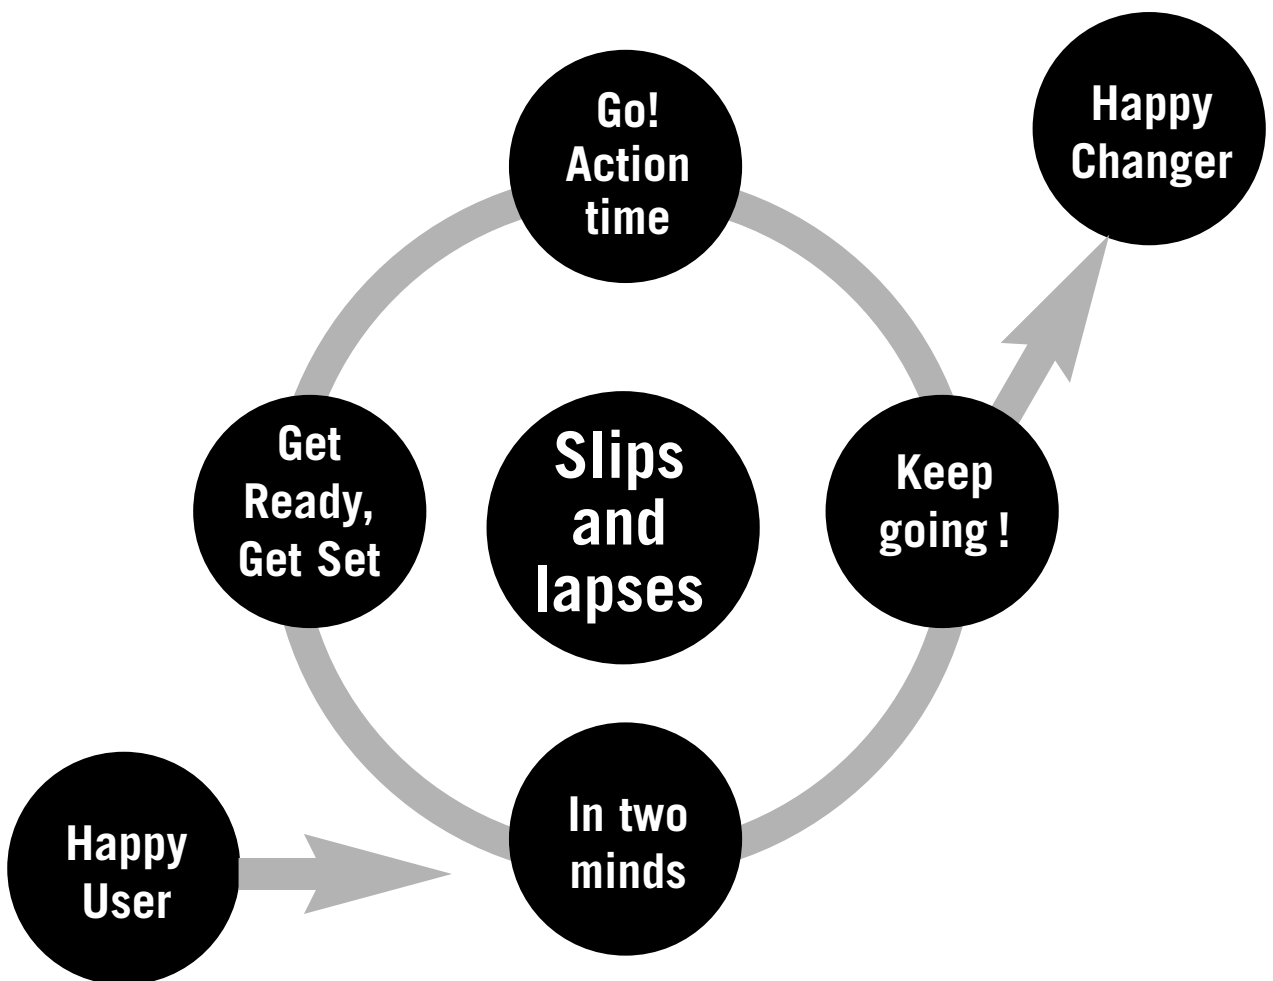 Go!
Action
time
Happy
Changer
Get
Ready,
Get Set
Slips
and
lapses
Keep
going !
In two
minds
Happy
User